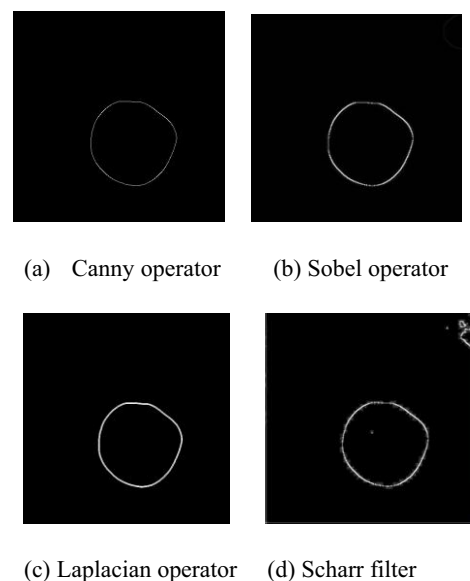 (a) Canny operator
(b) Sobel operator
(c) Laplacian operator
(d) Scharr filter